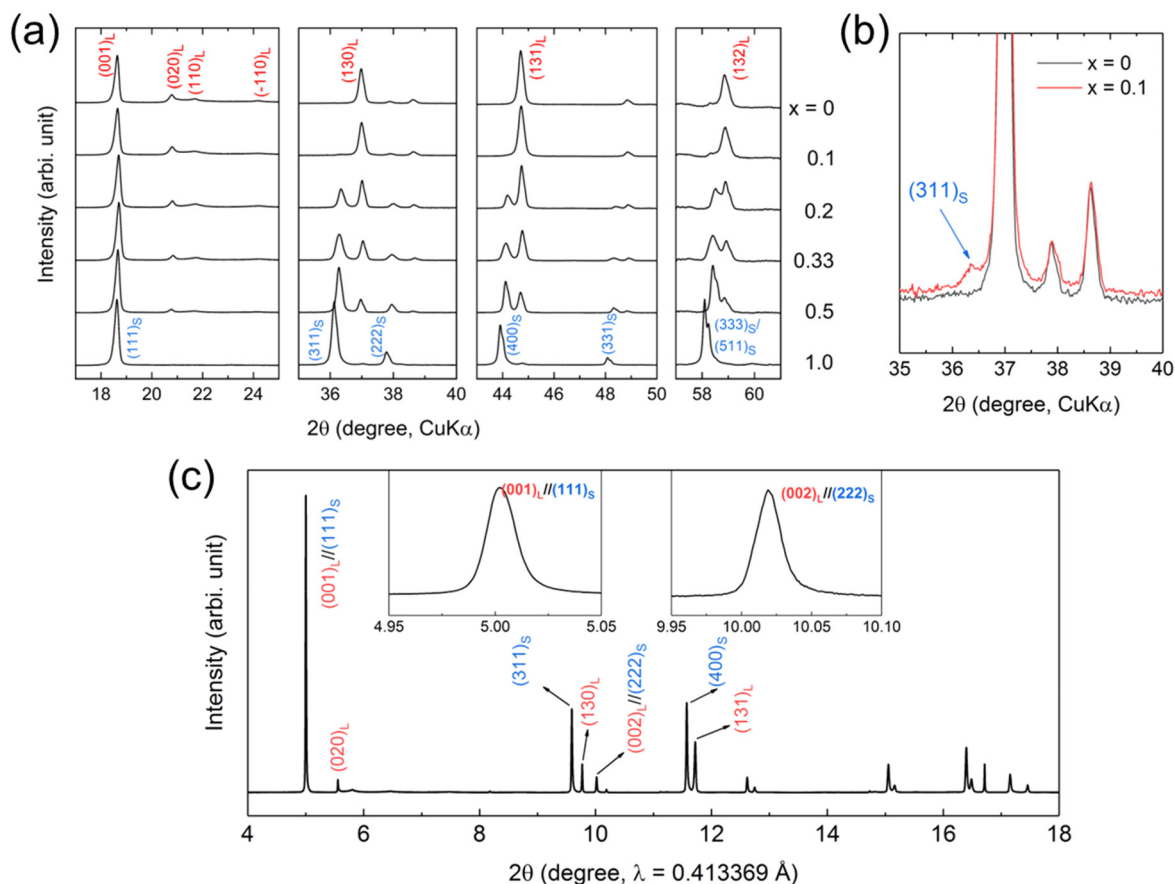 (a)
Intensity (arbi. unit)
(001)L
(020)L
(110)L
(-110)L
(130)L
(131)L
(132)L
x = 0
0.1
0.2
0.33
0.5
1.0
(111)S
(311)S
(222)S
(400)S
(331)S
(333)S/
(511)S
18 20 22 24
36 38 40
44 46 48 50
58 60
2θ (degree, CuKα)
2θ (degree, CuKα)
(b)
x = 0
x = 0.1
(311)S
35 36 37 38 39 40
2θ (degree, CuKα)
(c)
Intensity (arbi. unit)
(001)L//(111)S
(020)L
(001)L//(111)S
4.95 5.00 5.05
(002)L//(222)S
9.95 10.00 10.05 10.10
(311)S
(130)L
(002)L//(222)S
(400)S
(131)L
4 6 8 10 12 14 16 18
2θ (degree, λ = 0.413369 Å)